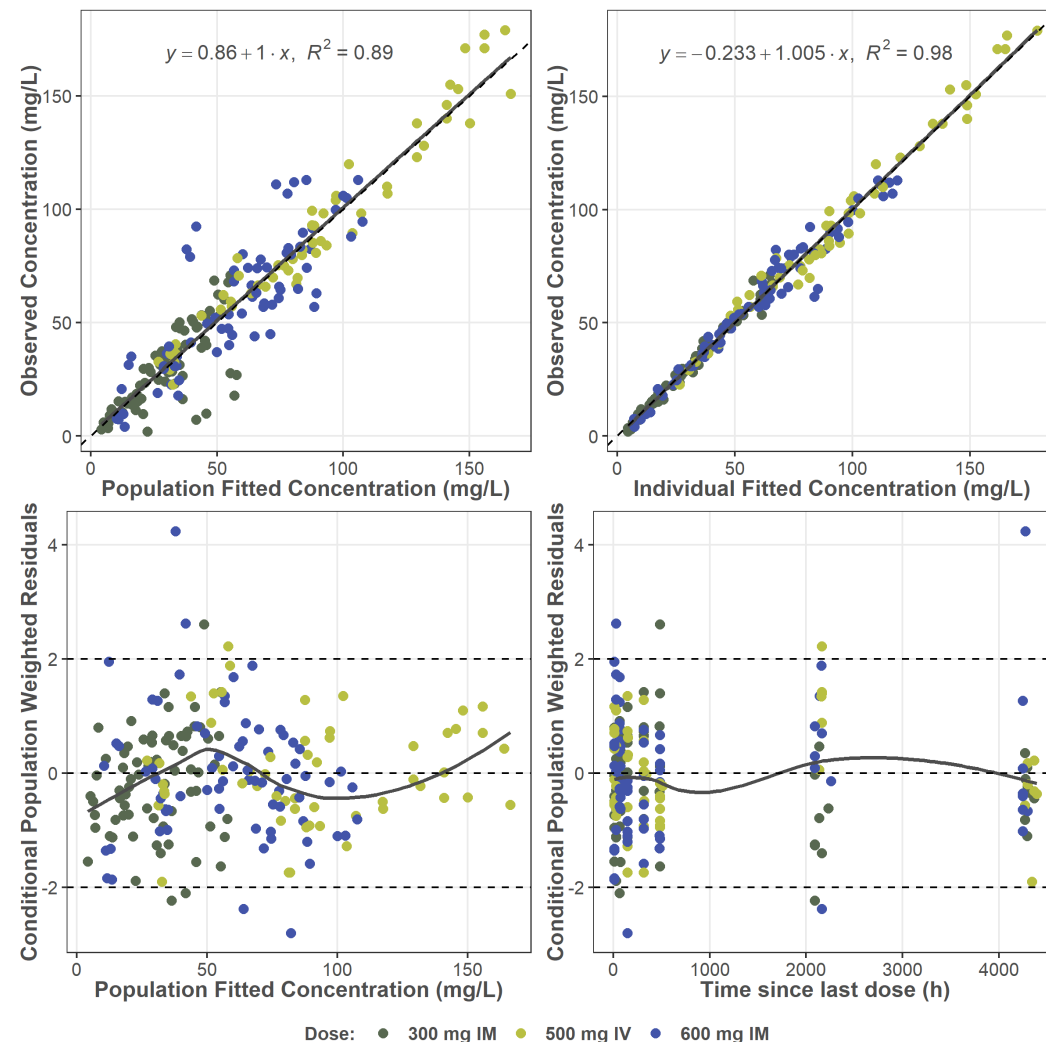 y = 0.86 + 1 · x,  R² = 0.89
Observed Concentration (mg/L)
150
100
50
0
0 50 100 150
Population Fitted Concentration (mg/L)
y = −0.233 + 1.005 · x,  R² = 0.98
Observed Concentration (mg/L)
150
100
50
0
0 50 100 150
Individual Fitted Concentration (mg/L)
Conditional Population Weighted Residuals
4
2
0
-2
0 50 100 150
Population Fitted Concentration (mg/L)
Conditional Population Weighted Residuals
4
2
0
-2
0 1000 2000 3000 4000
Time since last dose (h)
Dose: 300 mg IM 500 mg IV 600 mg IM